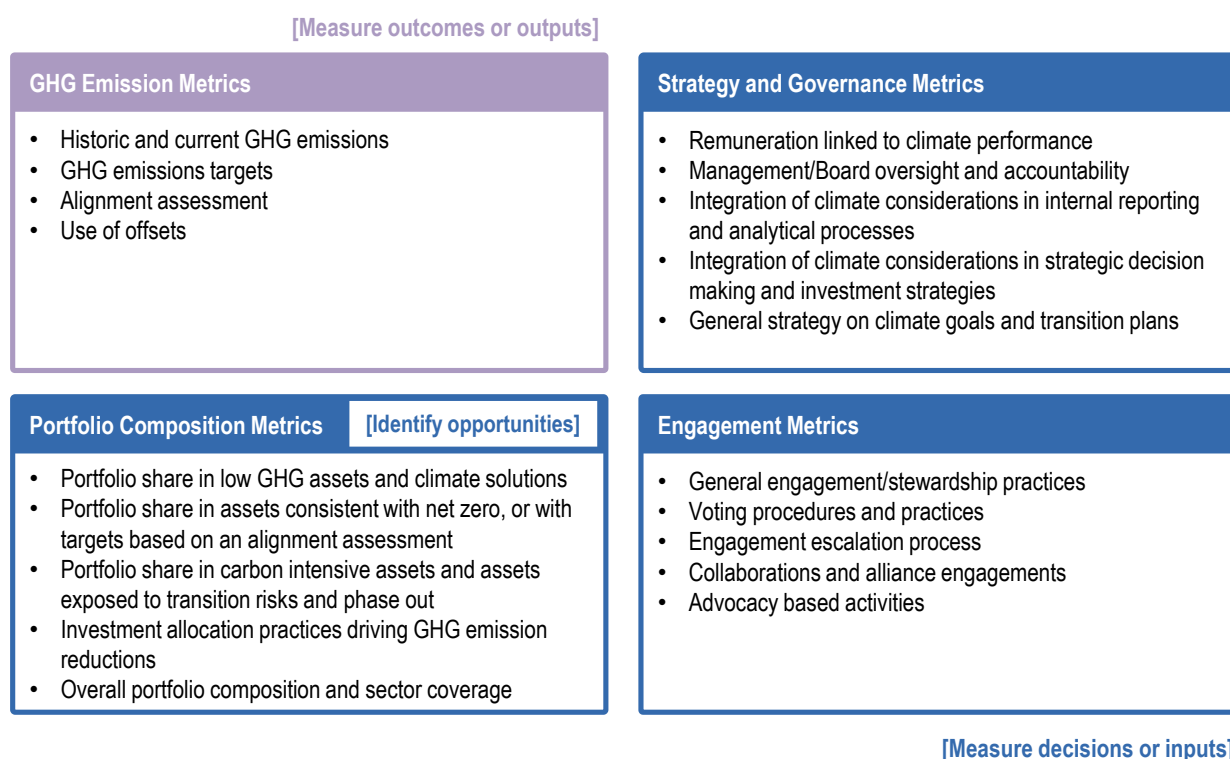 [Measure outcomes or outputs]
GHG Emission Metrics
• Historic and current GHG emissions
• GHG emissions targets
• Alignment assessment
• Use of offsets
Strategy and Governance Metrics
• Remuneration linked to climate performance
• Management/Board oversight and accountability
• Integration of climate considerations in internal reporting
and analytical processes
• Integration of climate considerations in strategic decision
making and investment strategies
• General strategy on climate goals and transition plans
Portfolio Composition Metrics
[Identify opportunities]
• Portfolio share in low GHG assets and climate solutions
• Portfolio share in assets consistent with net zero, or with
targets based on an alignment assessment
• Portfolio share in carbon intensive assets and assets
exposed to transition risks and phase out
• Investment allocation practices driving GHG emission
reductions
• Overall portfolio composition and sector coverage
Engagement Metrics
• General engagement/stewardship practices
• Voting procedures and practices
• Engagement escalation process
• Collaborations and alliance engagements
• Advocacy based activities
[Measure decisions or inputs]